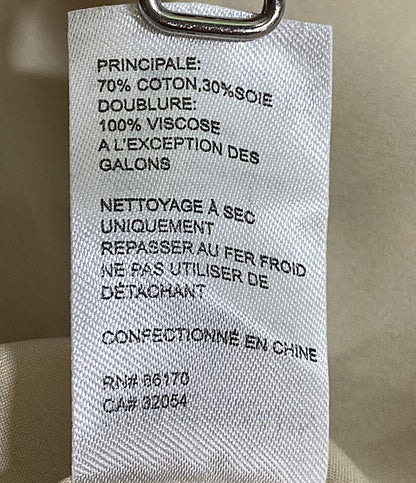 PRINCIPALE:
70% COTON,30%SOIE
DOUBLURE:
100% VISCOSE
A L'EXCEPTION DES
GALONS
NETTOYAGE À SEC
UNIQUEMENT
REPASSER AU FER FROID
NE PAS UTILISER DE
DÉTACHANT
CONFECTIONNÉ EN CHINE
RN# 66170
CA# 32054